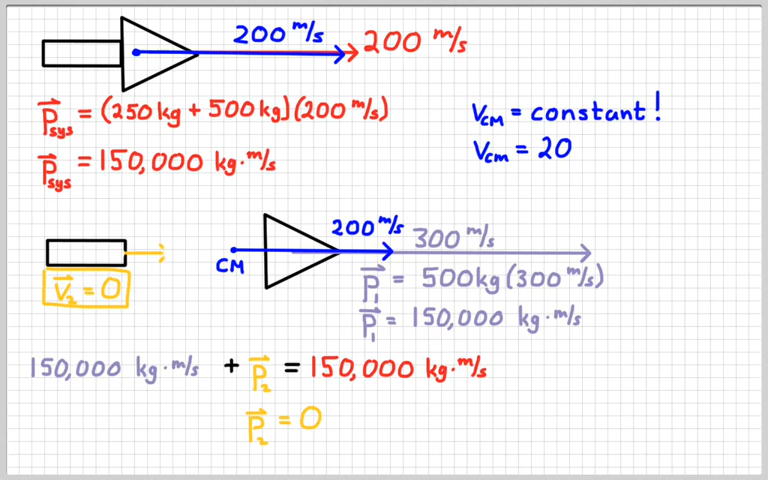 200 m/s 200 m/s
P⃗sys = (250 kg + 500 kg)(200 m/s)
P⃗sys = 150,000 kg·m/s
VCM = constant!
Vcm = 20
200 m/s
300 m/s
CM
V⃗2 = 0
P⃗1 = 500kg (300 m/s)
P⃗1 = 150,000 kg·m/s
150,000 kg·m/s + P⃗2 = 150,000 kg·m/s
P⃗2 = 0